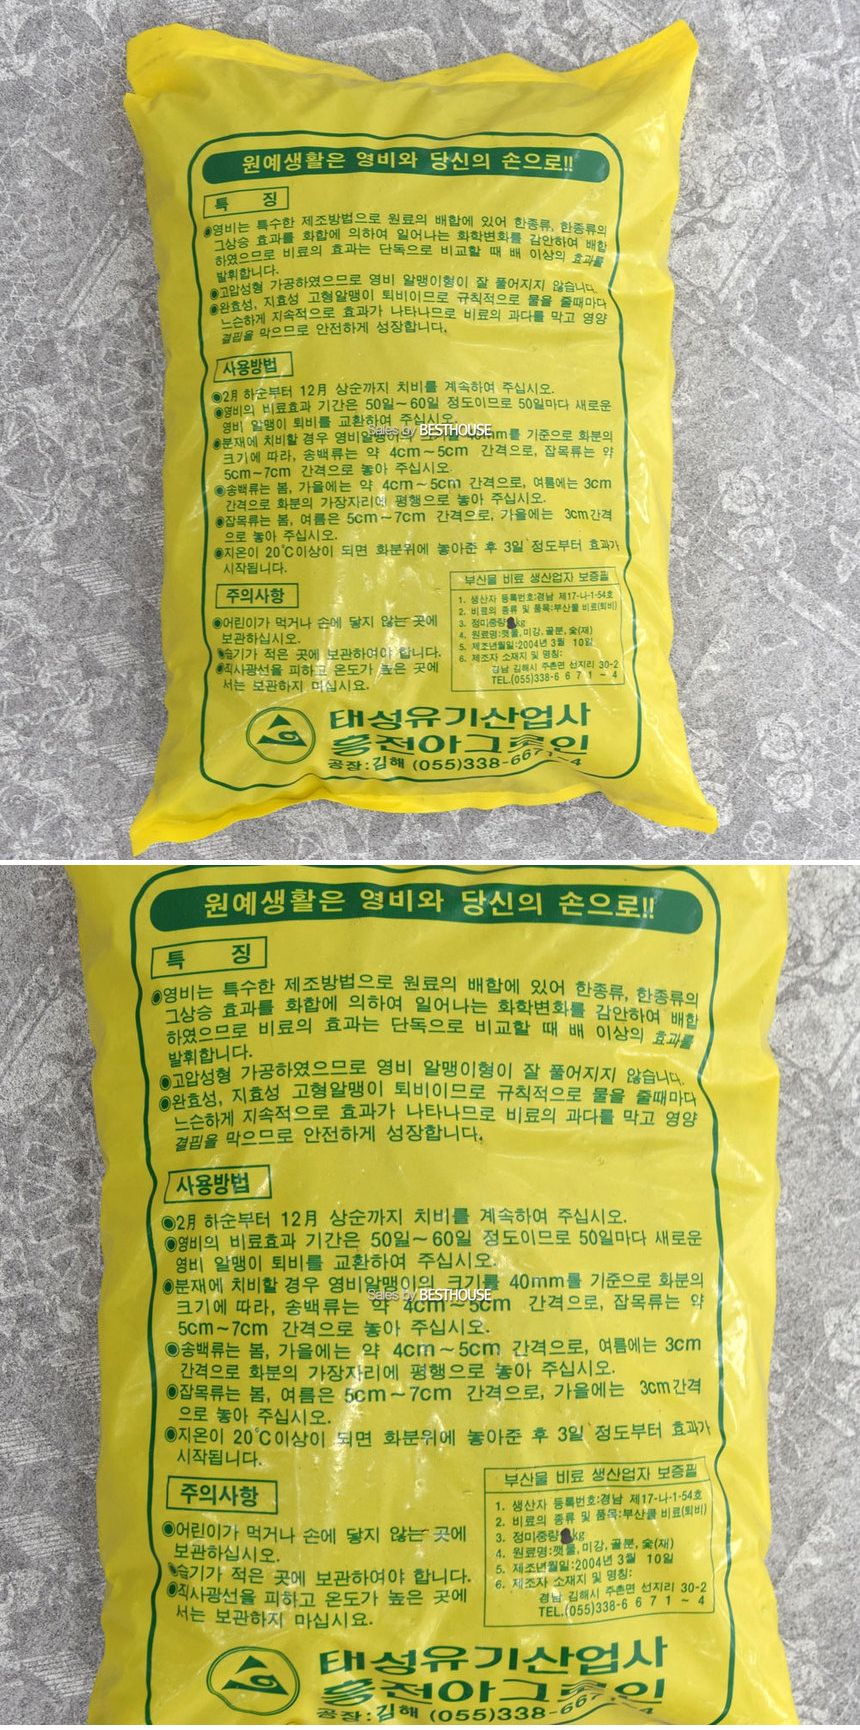 원예생활은 영비와 당신의 손으로!!
특 징
◉영비는 특수한 제조방법으로 원료의 배합에 있어 한종류, 한종류의
그상승 효과를 화합에 의하여 일어나는 화학변화를 감안하여 배합
하였으므로 비료의 효과는 단독으로 비교할 때 배 이상의 효과를
발휘합니다.
◉고압성형 가공하였으므로 영비 알맹이형이 잘 풀어지지 않습니다.
◉완효성, 지효성 고형알맹이 퇴비이므로 규칙적으로 물을 줄때마다
느슨하게 지속적으로 효과가 나타나므로 비료의 과다를 막고 영양
결핍을 막으므로 안전하게 성장합니다.
사용방법
◉2月 하순부터 12月 상순까지 치비를 계속하여 주십시오.
◉영비의 비료효과 기간은 50일～60일 정도이므로 50일마다 새로운
영비 알맹이 퇴비를 교환하여 주십시오.
◉분재에 치비할 경우 영비알맹이의 크기를 40mm를 기준으로 화분의
Sales by BESTHOUSE
크기에 따라, 송백류는 약 4cm～5cm 간격으로, 잡목류는 약
5cm～7cm 간격으로 놓아 주십시오.
◉송백류는 봄, 가을에는 약 4cm～5cm 간격으로, 여름에는 3cm
간격으로 화분의 가장자리에 평행으로 놓아 주십시오.
◉잡목류는 봄, 여름은 5cm～7cm 간격으로, 가을에는 3cm간격
으로 놓아 주십시오.
◉지온이 20℃이상이 되면 화분위에 놓아준 후 3일 정도부터 효과가
시작됩니다.
주의사항
◉어린이가 먹거나 손에 닿지 않는 곳에
보관하십시오.
◉습기가 적은 곳에 보관하여야 합니다.
◉직사광선을 피하고 온도가 높은 곳에
서는 보관하지 마십시요.
부산물 비료 생산업자 보증필
1. 생산자 등록번호:경남 제17-나-1-54호
2. 비료의 종류 및 품목:부산물 비료(퇴비)
3. 정미중량 kg
4. 원료명:깻묵, 미강, 골분, 숯(재)
5. 제조년월일:2004년 3월 10일
6. 제조자 소재지 및 명칭:
경남 김해시 주촌면 선지리 30-2
TEL.(055)338-6 6 7 1 ~ 4
태성유기산업사
흥전아그로인
공장:김해 (055)338-6671~4
원예생활은 영비와 당신의 손으로!!
특 징
◉영비는 특수한 제조방법으로 원료의 배합에 있어 한종류, 한종류의
그상승 효과를 화합에 의하여 일어나는 화학변화를 감안하여 배합
하였으므로 비료의 효과는 단독으로 비교할 때 배 이상의 효과를
발휘합니다.
◉고압성형 가공하였으므로 영비 알맹이형이 잘 풀어지지 않습니다.
◉완효성, 지효성 고형알맹이 퇴비이므로 규칙적으로 물을 줄때마다
느슨하게 지속적으로 효과가 나타나므로 비료의 과다를 막고 영양
결핍을 막으므로 안전하게 성장합니다.
사용방법
◉2月 하순부터 12月 상순까지 치비를 계속하여 주십시오.
◉영비의 비료효과 기간은 50일～60일 정도이므로 50일마다 새로운
영비 알맹이 퇴비를 교환하여 주십시오.
◉분재에 치비할 경우 영비알맹이의 크기를 40mm를 기준으로 화분의
Sales by BESTHOUSE
크기에 따라, 송백류는 약 4cm～5cm 간격으로, 잡목류는 약
5cm～7cm 간격으로 놓아 주십시오.
◉송백류는 봄, 가을에는 약 4cm～5cm 간격으로, 여름에는 3cm
간격으로 화분의 가장자리에 평행으로 놓아 주십시오.
◉잡목류는 봄, 여름은 5cm～7cm 간격으로, 가을에는 3cm간격
으로 놓아 주십시오.
◉지온이 20℃이상이 되면 화분위에 놓아준 후 3일 정도부터 효과가
시작됩니다.
주의사항
◉어린이가 먹거나 손에 닿지 않는 곳에
보관하십시오.
◉습기가 적은 곳에 보관하여야 합니다.
◉직사광선을 피하고 온도가 높은 곳에
서는 보관하지 마십시요.
부산물 비료 생산업자 보증필
1. 생산자 등록번호:경남 제17-나-1-54호
2. 비료의 종류 및 품목:부산물 비료(퇴비)
3. 정미중량 kg
4. 원료명:깻묵, 미강, 골분, 숯(재)
5. 제조년월일:2004년 3월 10일
6. 제조자 소재지 및 명칭:
경남 김해시 주촌면 선지리 30-2
TEL.(055)338-6 6 7 1 ~ 4
태성유기산업사
흥전아그로인
공장:김해 (055)338-667 4